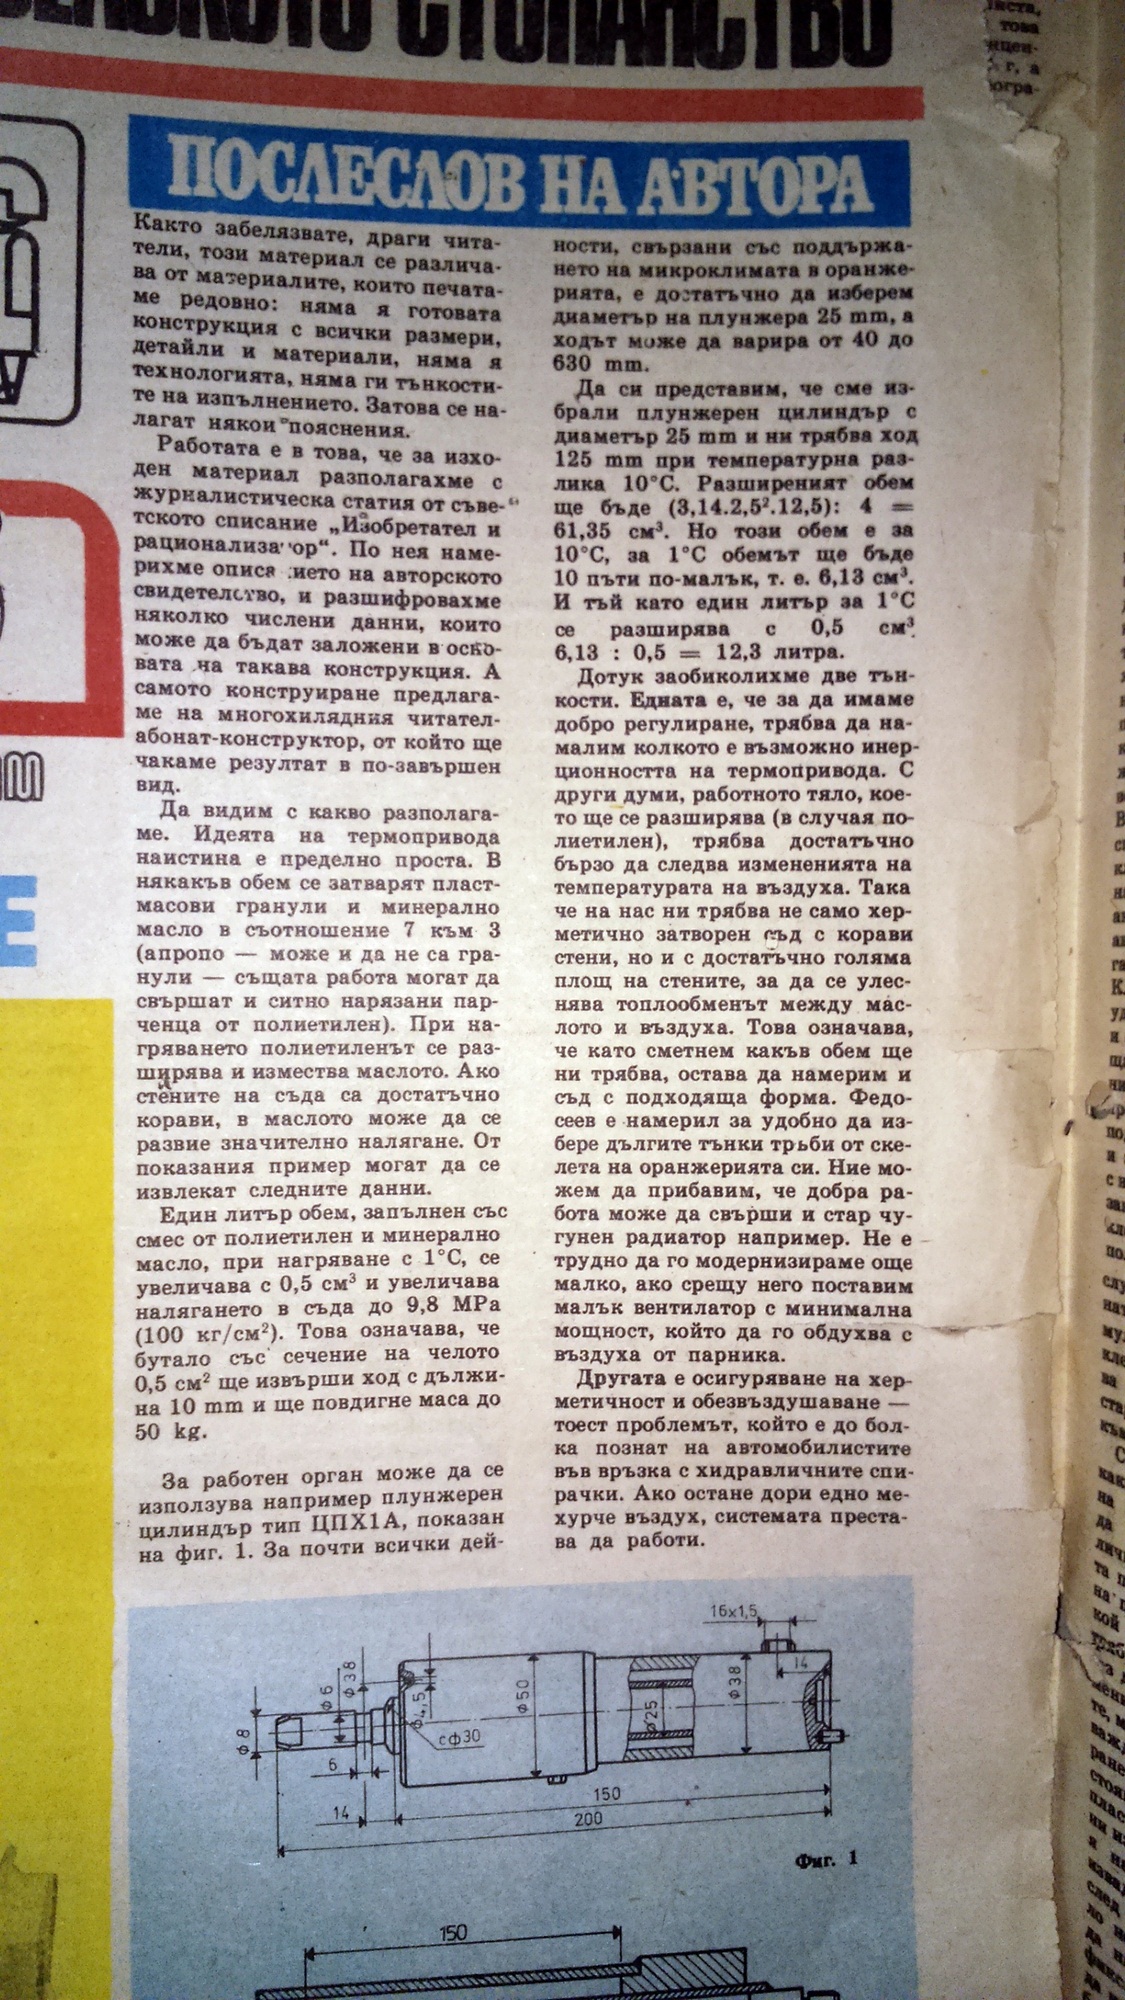 СТОПАНСТВО
ПОСЛЕСЛОВ НА АВТОРА
Както забелязвате, драги чита-
тели, този материал се различа-
ва от материалите, които печата-
ме редовно: няма я готовата
конструкция с всички размери,
детайли и материали, няма я
технологията, няма ги тънкости-
те на изпълнението. Затова се на-
лагат някои пояснения.
Работата е в това, че за изхо-
ден материал разполагахме с
журналистическа статия от съве-
тското списание „Изобретател и
рационализатор“. По нея наме-
рихме описанието на авторското
свидетелство, и разшифровахме
няколко числени данни, които
може да бъдат заложени в осно-
вата на такава конструкция. А
самото конструиране предлага-
ме на многохилядния читател-
абонат-конструктор, от който ще
чакаме резултат в по-завършен
вид.
Да видим с какво разполага-
ме. Идеята на термопривода
наистина е пределно проста. В
някакъв обем се затварят пласт-
масови гранули и минерално
масло в съотношение 7 към 3
(апропо — може и да не са гра-
нули — същата работа могат да
свършат и ситно нарязани пар-
ченца от полиетилен). При на-
гряването полиетиленът се раз-
ширява и измества маслото. Ако
стените на съда са достатъчно
корави, в маслото може да се
развие значително налягане. От
показания пример могат да се
извлекат следните данни.
Един литър обем, запълнен със
смес от полиетилен и минерално
масло, при нагряване с 1°С, се
увеличава с 0,5 см³ и увеличава
налягането в съда до 9,8 MPa
(100 кг/см²). Това означава, че
бутало със сечение на челото
0,5 см² ще извърши ход с дължи-
на 10 mm и ще повдигне маса до
50 kg.
За работен орган може да се
използува например плунжерен
цилиндър тип ЦПХ1А, показан
на фиг. 1. За почти всички дей-
ности, свързани със поддържа-
нето на микроклимата в оранже-
рията, е достатъчно да изберем
диаметър на плунжера 25 mm, а
ходът може да варира от 40 до
630 mm.
Да си представим, че сме из-
брали плунжерен цилиндър с
диаметър 25 mm и ни трябва ход
125 mm при температурна раз-
лика 10°С. Разширеният обем
ще бъде (3,14.2,5².12,5): 4 =
61,35 см³. Но този обем е за
10°С, за 1°С обемът ще бъде
10 пъти по-малък, т. е. 6,13 см³.
И тъй като един литър за 1°С
се разширява с 0,5 см³
6,13 : 0,5 = 12,3 литра.
Дотук заобиколихме две тън-
кости. Едната е, че за да имаме
добро регулиране, трябва да на-
малим колкото е възможно инер-
ционността на термопривода. С
други думи, работното тяло, кое-
то ще се разширява (в случая по-
лиетилен), трябва достатъчно
бързо да следва измененията на
температурата на въздуха. Така
че на нас ни трябва не само хер-
метично затворен съд с корави
стени, но и с достатъчно голяма
площ на стените, за да се улес-
нява топлообменът между мас-
лото и въздуха. Това означава,
че като сметнем какъв обем ще
ни трябва, остава да намерим и
съд с подходяща форма. Федо-
сеев е намерил за удобно да из-
бере дългите тънки тръби от ске-
лета на оранжерията си. Ние мо-
жем да прибавим, че добра ра-
бота може да свърши и стар чу-
гунен радиатор например. Не е
трудно да го модернизираме още
малко, ако срещу него поставим
малък вентилатор с минимална
мощност, който да го обдухва с
въздуха от парника.
Другата е осигуряване на хер-
метичност и обезвъздушаване —
тоест проблемът, който е до бол-
ка познат на автомобилистите
във връзка с хидравличните спи-
рачки. Ако остане дори едно ме-
хурче въздух, системата преста-
ва да работи.
16x1,5
14
ф8
ф6
ф38
ф4,5
ф50
ф25
ф38
сф30
6
14
150
200
Фиг. 1
150